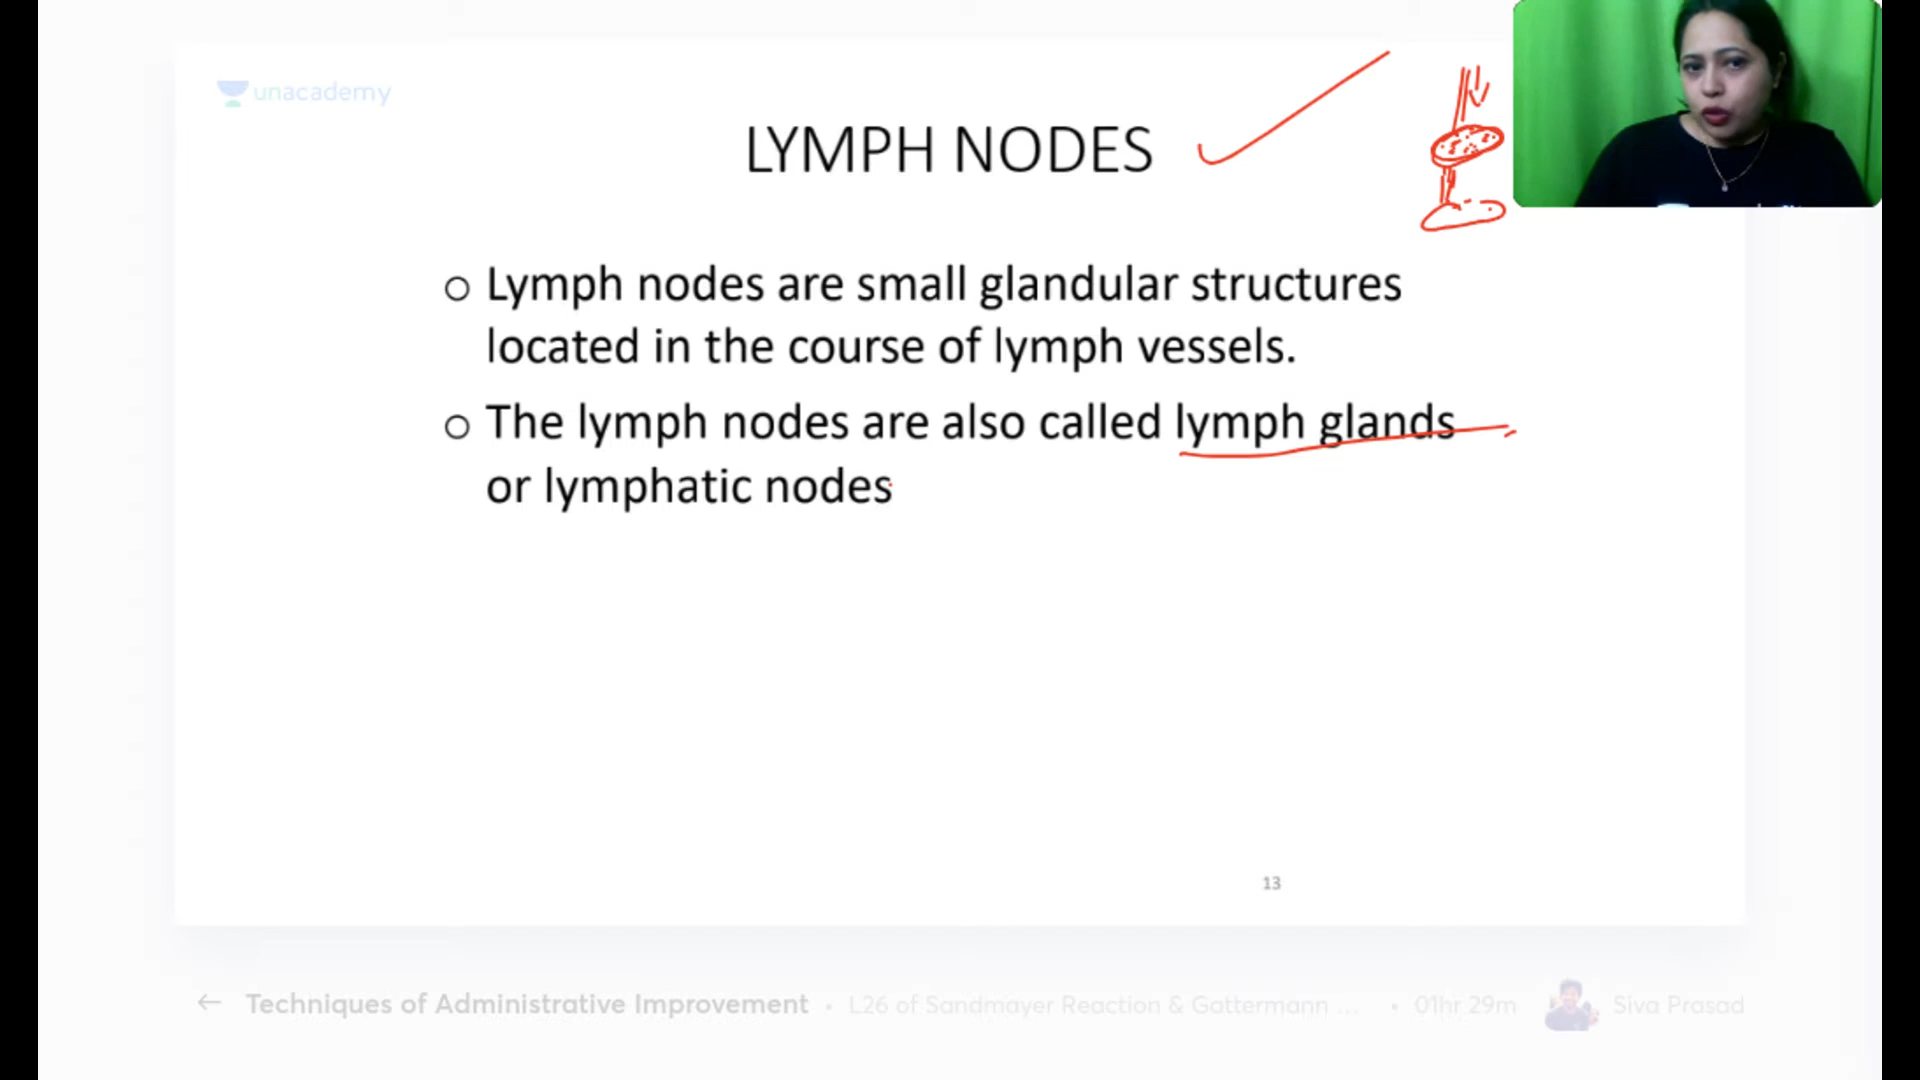 unacademy
LYMPH NODES
o Lymph nodes are small glandular structures
located in the course of lymph vessels.
o The lymph nodes are also called lymph glands
or lymphatic nodes
13
← Techniques of Administrative Improvement • L26 of Sandmayer Reaction & Gattermann ... • 01hr 29m Siva Prasad